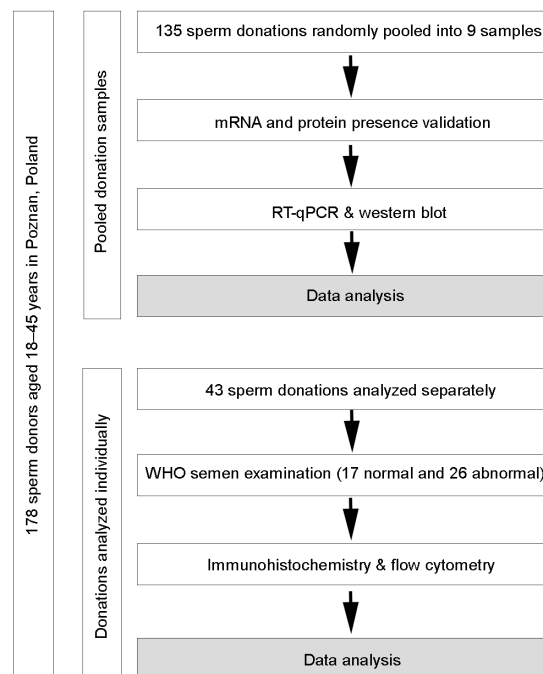 178 sperm donors aged 18–45 years in Poznan, Poland
Pooled donation samples
135 sperm donations randomly pooled into 9 samples
mRNA and protein presence validation
RT-qPCR & western blot
Data analysis
Donations analyzed individually
43 sperm donations analyzed separately
WHO semen examination (17 normal and 26 abnormal)
Immunohistochemistry & flow cytometry
Data analysis